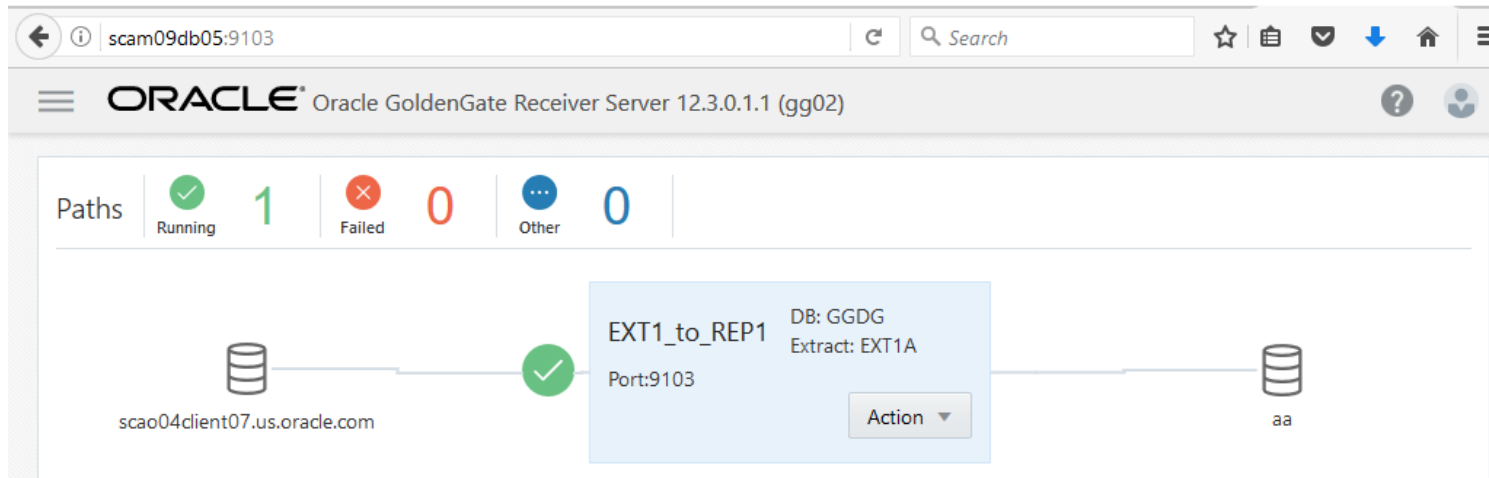 scam09db05:9103
Search
ORACLE® Oracle GoldenGate Receiver Server 12.3.0.1.1 (gg02)
Paths
Running
1
Failed
0
Other
0
EXT1_to_REP1
DB: GGDG
Extract: EXT1A
Port:9103
Action
scao04client07.us.oracle.com
aa